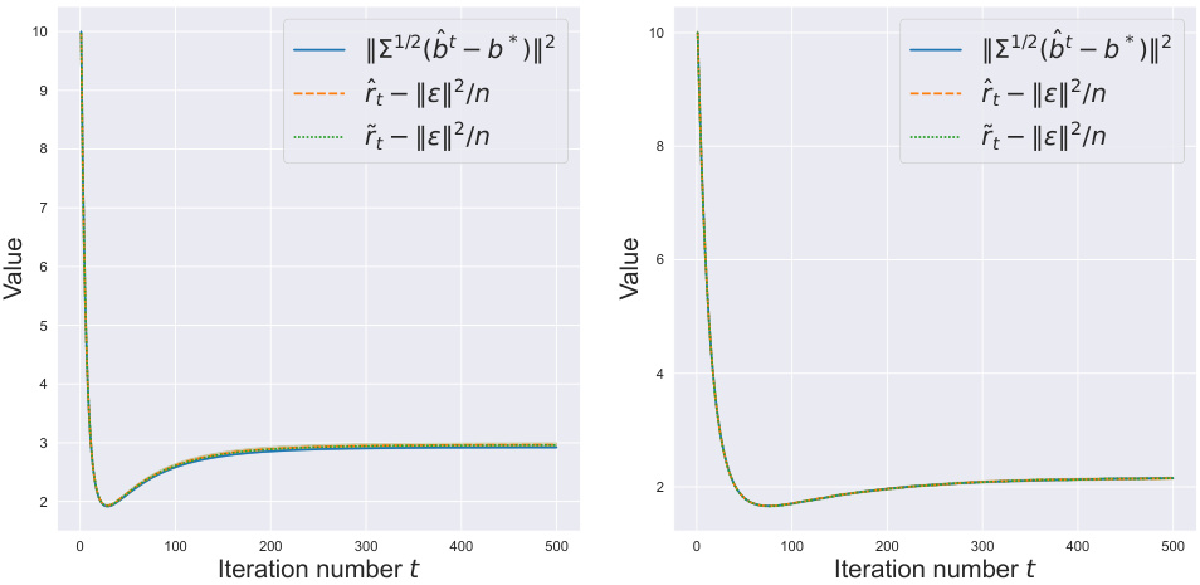 10
9
8
7
6
5
4
3
2
Value
‖Σ^{1/2}(b̂^t − b^*)‖²
r̂_t − ‖ε‖²/n
r̃_t − ‖ε‖²/n
0 100 200 300 400 500
Iteration number t
10
8
6
4
2
Value
‖Σ^{1/2}(b̂^t − b^*)‖²
r̂_t − ‖ε‖²/n
r̃_t − ‖ε‖²/n
0 100 200 300 400 500
Iteration number t